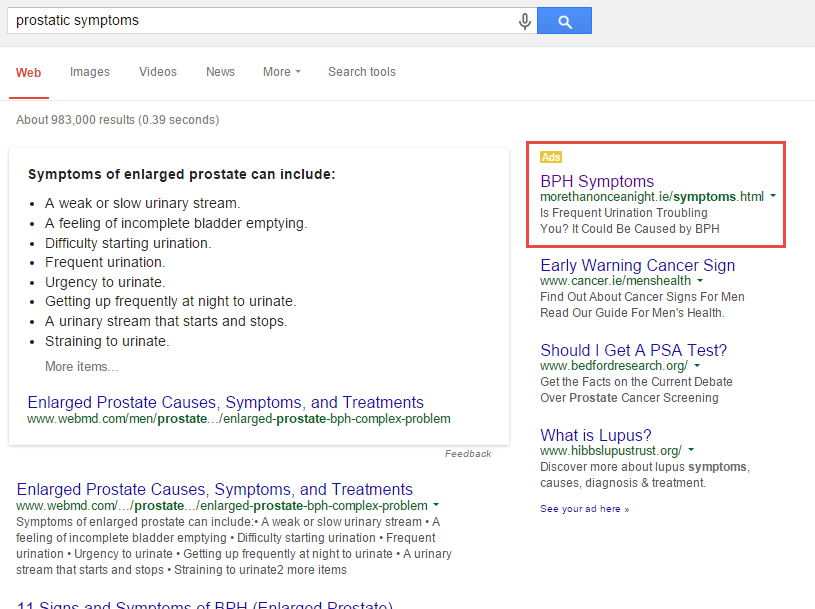 prostatic symptoms
Web Images Videos News More Search tools
About 983,000 results (0.39 seconds)
Symptoms of enlarged prostate can include:
• A weak or slow urinary stream.
• A feeling of incomplete bladder emptying.
• Difficulty starting urination.
• Frequent urination.
• Urgency to urinate.
• Getting up frequently at night to urinate.
• A urinary stream that starts and stops.
• Straining to urinate.
More items...
Enlarged Prostate Causes, Symptoms, and Treatments
www.webmd.com/men/prostate.../enlarged-prostate-bph-complex-problem
Feedback
Enlarged Prostate Causes, Symptoms, and Treatments
www.webmd.com/.../prostate.../enlarged-prostate-bph-complex-problem
Symptoms of enlarged prostate can include:• A weak or slow urinary stream • A
feeling of incomplete bladder emptying • Difficulty starting urination • Frequent
urination • Urgency to urinate • Getting up frequently at night to urinate • A urinary
stream that starts and stops • Straining to urinate2 more items
11 Signs and Symptoms of BPH (Enlarged Prostate)
Ads
BPH Symptoms
morethanonceanight.ie/symptoms.html
Is Frequent Urination Troubling
You? It Could Be Caused by BPH
Early Warning Cancer Sign
www.cancer.ie/menshealth
Find Out About Cancer Signs For Men
Read Our Guide For Men's Health.
Should I Get A PSA Test?
www.bedfordresearch.org/
Get the Facts on the Current Debate
Over Prostate Cancer Screening
What is Lupus?
www.hibbslupustrust.org/
Discover more about lupus symptoms,
causes, diagnosis & treatment.
See your ad here »